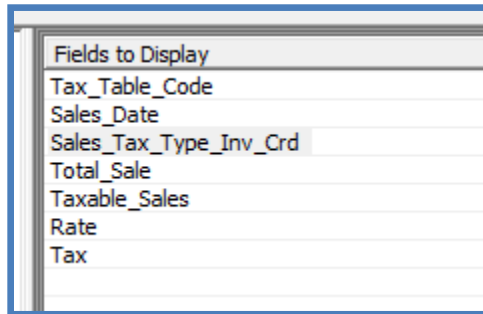 Fields to Display
Tax_Table_Code
Sales_Date
Sales_Tax_Type_Inv_Crd
Total_Sale
Taxable_Sales
Rate
Tax